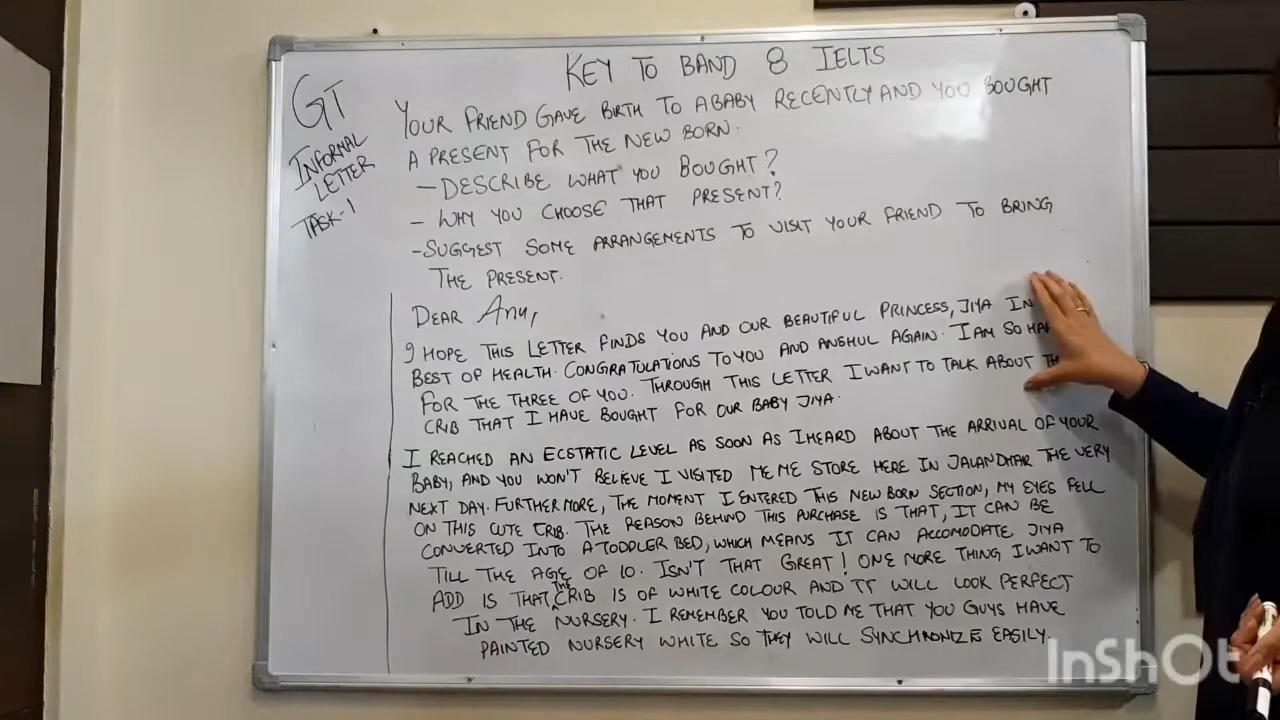 KEY TO BAND 8 IELTS
GT
INFORMAL
LETTER
TASK-1
YOUR FRIEND GAVE BIRTH TO A BABY RECENTLY AND YOU BOUGHT
A PRESENT FOR THE NEW BORN.
- DESCRIBE WHAT YOU BOUGHT?
- WHY YOU CHOOSE THAT PRESENT?
- SUGGEST SOME ARRANGEMENTS TO VISIT YOUR FRIEND TO BRING
THE PRESENT.
DEAR Anu,
I HOPE THIS LETTER FINDS YOU AND OUR BEAUTIFUL PRINCESS, JIYA IN
BEST OF HEALTH. CONGRATULATIONS TO YOU AND ANSHUL AGAIN. I AM SO
FOR THE THREE OF YOU. THROUGH THIS LETTER I WANT TO TALK ABOUT
CRIB THAT I HAVE BOUGHT FOR OUR BABY JIYA.
I REACHED AN ECSTATIC LEVEL AS SOON AS I HEARD ABOUT THE ARRIVAL OF YOUR
BABY, AND YOU WON'T BELIEVE I VISITED ME ME STORE HERE IN JALANDHAR THE VERY
NEXT DAY. FURTHERMORE, THE MOMENT I ENTERED THIS NEW BORN SECTION, MY EYES FELL
ON THIS CUTE CRIB. THE REASON BEHIND THIS PURCHASE IS THAT, IT CAN BE
CONVERTED INTO A TODDLER BED, WHICH MEANS IT CAN ACCOMODATE JIYA
TILL THE AGE OF 10. ISN'T THAT GREAT! ONE MORE THING I WANT TO
ADD IS THAT THE CRIB IS OF WHITE COLOUR AND IT WILL LOOK PERFECT
IN THE NURSERY. I REMEMBER YOU TOLD ME THAT YOU GUYS HAVE
PAINTED NURSERY WHITE SO THEY WILL SYNCHRONIZE EASILY.
InShOt